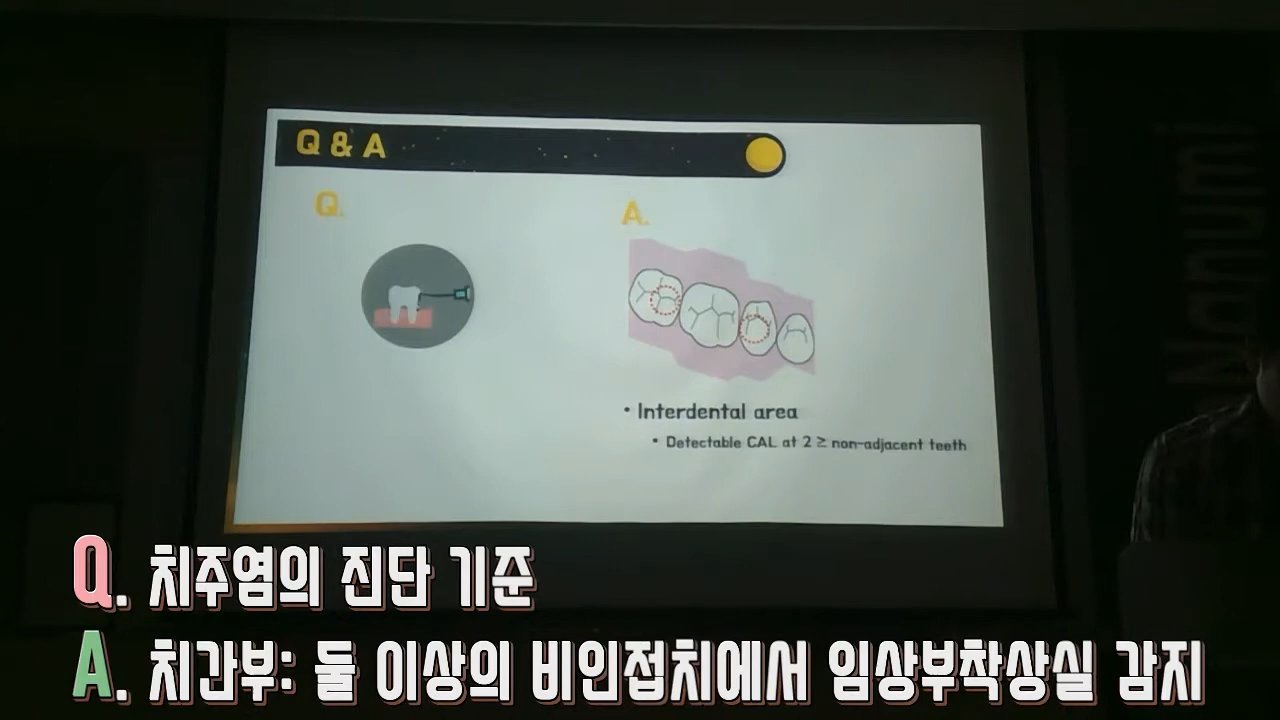 Q & A
Q.
A.
• Interdental area
• Detectable CAL at 2 ≥ non-adjacent teeth
Nanumi
Q. 치주염의 진단 기준
A. 치간부: 둘 이상의 비인접치에서 임상부착상실 감지